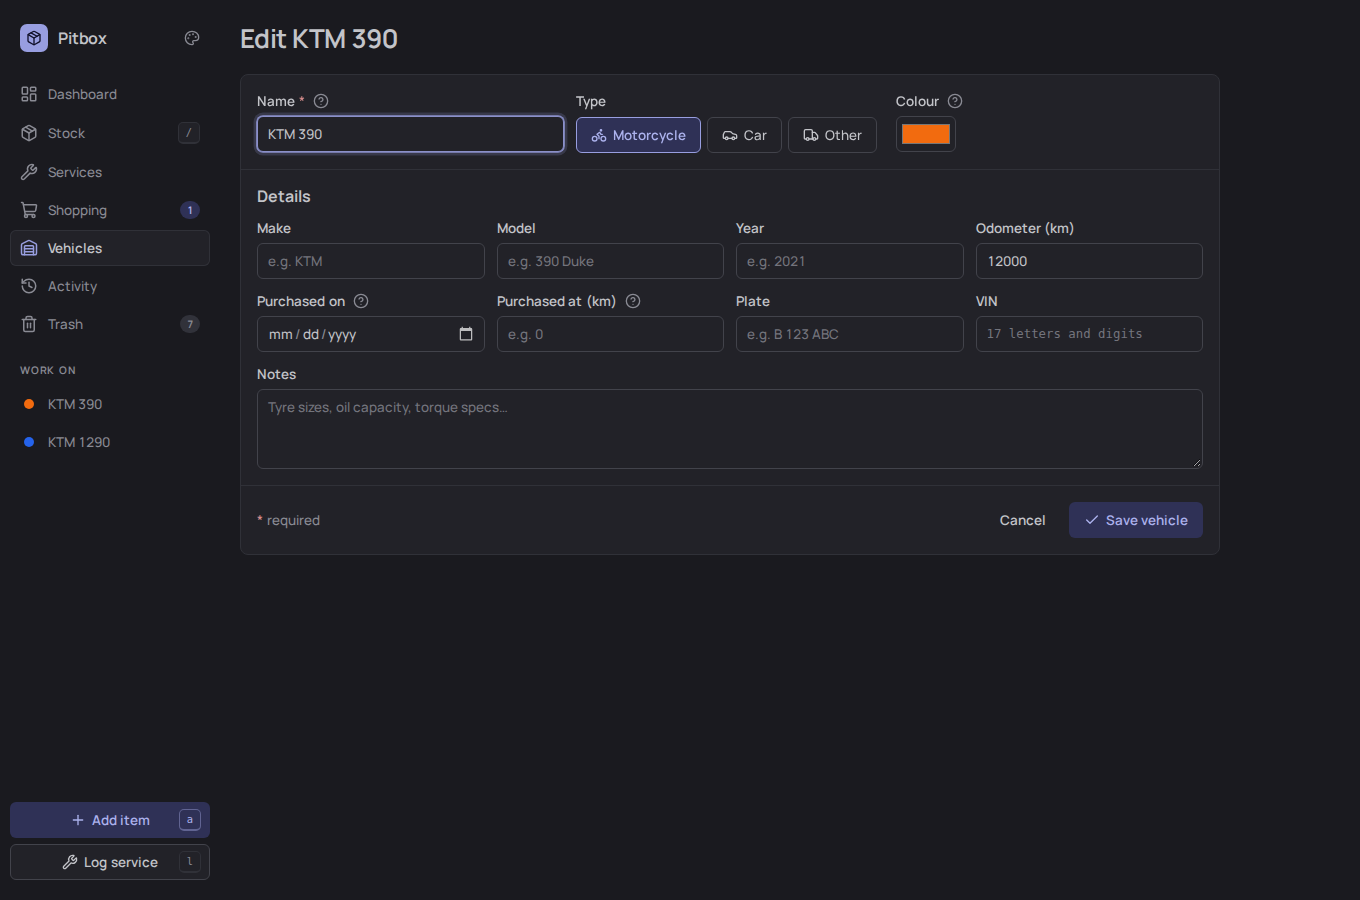 Pitbox
Dashboard
Stock /
Services
Shopping 1
Vehicles
Activity
Trash 7
WORK ON
KTM 390
KTM 1290
Add item a
Log service l
Edit KTM 390
Name * Type Colour
KTM 390 Motorcycle Car Other
Details
Make Model Year Odometer (km)
e.g. KTM e.g. 390 Duke e.g. 2021 12000
Purchased on Purchased at (km) Plate VIN
mm/dd/yyyy e.g. 0 e.g. B 123 ABC 17 letters and digits
Notes
Tyre sizes, oil capacity, torque specs...
* required Cancel Save vehicle